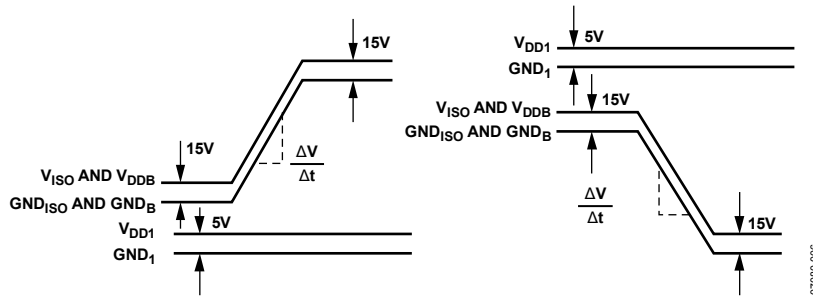 15V
15V
V_ISO AND V_DDB
GND_ISO AND GND_B
ΔV
Δt
V_DD1
5V
GND_1
V_DD1
5V
GND_1
V_ISO AND V_DDB
15V
GND_ISO AND GND_B
ΔV
Δt
15V